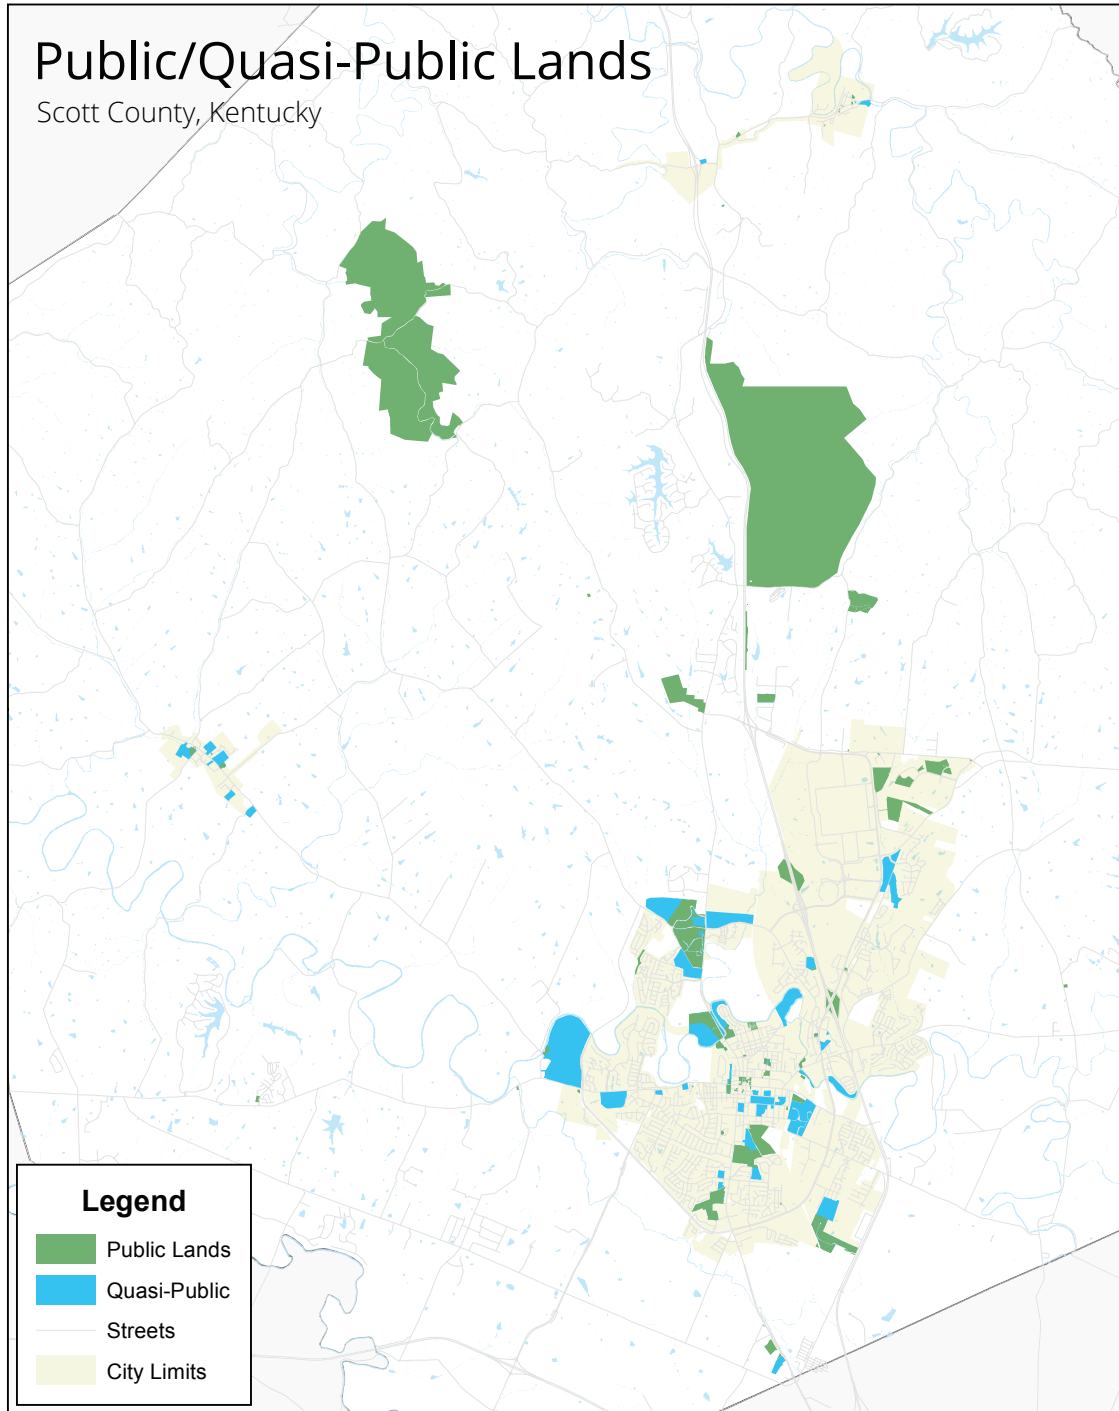 Public/Quasi-Public Lands
Scott County, Kentucky
Legend
Public Lands
Quasi-Public
Streets
City Limits